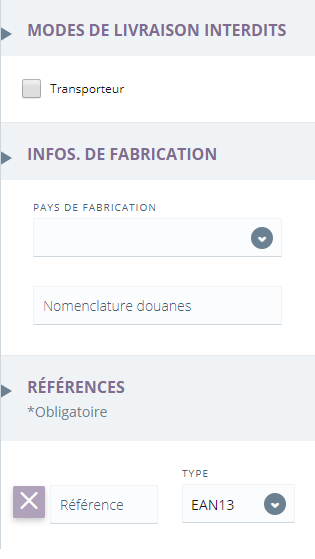 MODES DE LIVRAISON INTERDITS
Transporteur
INFOS. DE FABRICATION
PAYS DE FABRICATION
Nomenclature douanes
RÉFÉRENCES
*Obligatoire
TYPE
Référence
EAN13